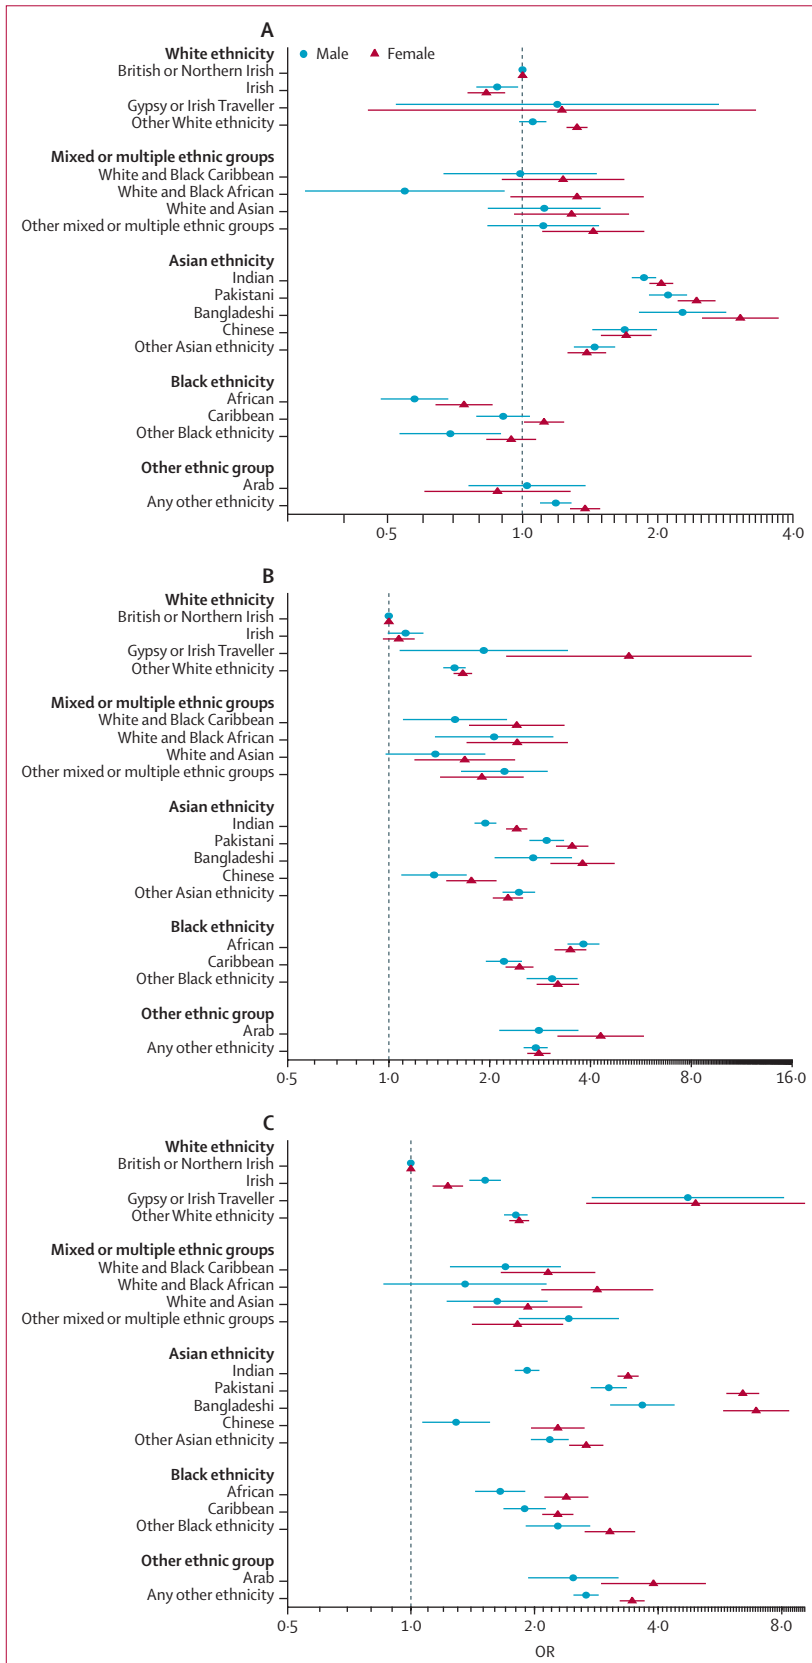 A
White ethnicity
Male
Female
British or Northern Irish
Irish
Gypsy or Irish Traveller
Other White ethnicity
Mixed or multiple ethnic groups
White and Black Caribbean
White and Black African
White and Asian
Other mixed or multiple ethnic groups
Asian ethnicity
Indian
Pakistani
Bangladeshi
Chinese
Other Asian ethnicity
Black ethnicity
African
Caribbean
Other Black ethnicity
Other ethnic group
Arab
Any other ethnicity
0·5 1·0 2·0 4·0
B
White ethnicity
British or Northern Irish
Irish
Gypsy or Irish Traveller
Other White ethnicity
Mixed or multiple ethnic groups
White and Black Caribbean
White and Black African
White and Asian
Other mixed or multiple ethnic groups
Asian ethnicity
Indian
Pakistani
Bangladeshi
Chinese
Other Asian ethnicity
Black ethnicity
African
Caribbean
Other Black ethnicity
Other ethnic group
Arab
Any other ethnicity
0·5 1·0 2·0 4·0 8·0 16·0
C
White ethnicity
British or Northern Irish
Irish
Gypsy or Irish Traveller
Other White ethnicity
Mixed or multiple ethnic groups
White and Black Caribbean
White and Black African
White and Asian
Other mixed or multiple ethnic groups
Asian ethnicity
Indian
Pakistani
Bangladeshi
Chinese
Other Asian ethnicity
Black ethnicity
African
Caribbean
Other Black ethnicity
Other ethnic group
Arab
Any other ethnicity
0·5 1·0 2·0 4·0 8·0
OR